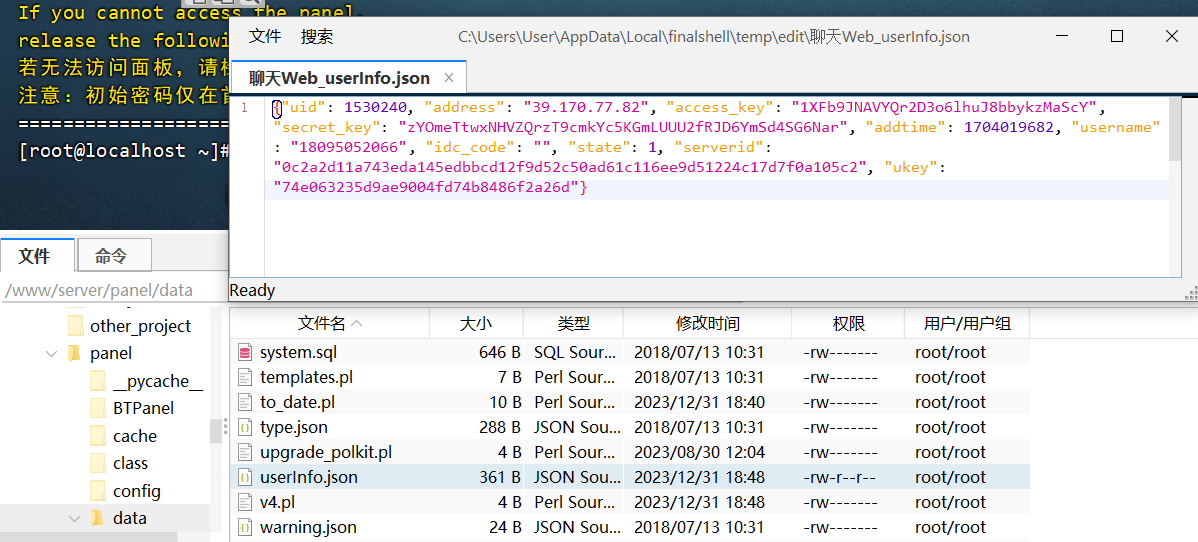 If you cannot access the panel,
release the followi
若无法访问面板，请
注意：初始密码仅在首
==================
[root@localhost ~]#
文件 搜索
C:\Users\User\AppData\Local\finalshell\temp\edit\聊天Web_userInfo.json
聊天Web_userInfo.json
1 {"uid": 1530240, "address": "39.170.77.82", "access_key": "1XFb9JNAVYQr2D3o6lhuJ8bbykzMaScY",
"secret_key": "zYOmeTtwxNHVZQrzT9cmkYc5KGmLUUU2fRJD6YmSd4SG6Nar", "addtime": 1704019682, "username"
: "18095052066", "idc_code": "", "state": 1, "serverid":
"0c2a2d11a743eda145edbbcd12f9d52c50ad61c116ee9d51224c17d7f0a105c2", "ukey":
"74e063235d9ae9004fd74b8486f2a26d"}
Ready
文件 命令
/www/server/panel/data
other_project
panel
__pycache__
BTPanel
cache
class
config
data
文件名 大小 类型 修改时间 权限 用户/用户组
system.sql 646 B SQL Sour... 2018/07/13 10:31 -rw------- root/root
templates.pl 7 B Perl Sour... 2018/07/13 10:31 -rw------- root/root
to_date.pl 10 B Perl Sour... 2023/12/31 18:40 -rw------- root/root
type.json 288 B JSON Sou... 2018/07/13 10:31 -rw------- root/root
upgrade_polkit.pl 4 B Perl Sour... 2023/08/30 12:04 -rw------- root/root
userInfo.json 361 B JSON Sou... 2023/12/31 18:48 -rw-r--r-- root/root
v4.pl 4 B Perl Sour... 2023/12/31 18:48 -rw------- root/root
warning.json 24 B JSON Sou... 2018/07/13 10:31 -rw------- root/root